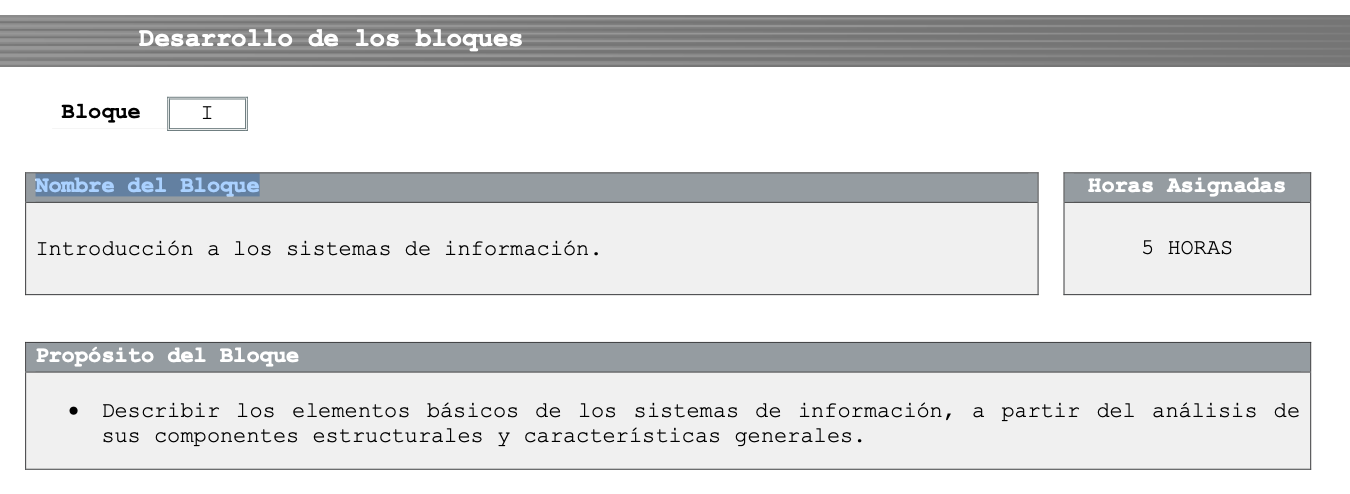 Desarrollo de los bloques
Bloque I
Nombre del Bloque
Horas Asignadas
Introducción a los sistemas de información.
5 HORAS
Propósito del Bloque
• Describir los elementos básicos de los sistemas de información, a partir del análisis de
sus componentes estructurales y características generales.